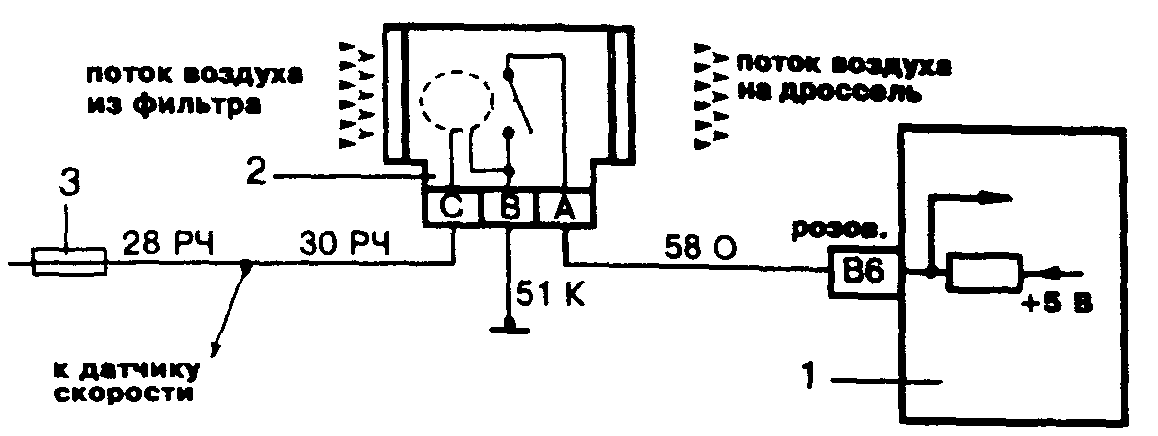 поток воздуха
из фильтра
поток воздуха
на дроссель
2
3
C B A
розов.
28 РЧ
30 РЧ
58 О
B6
51 К
+5 В
1
к датчику
скорости